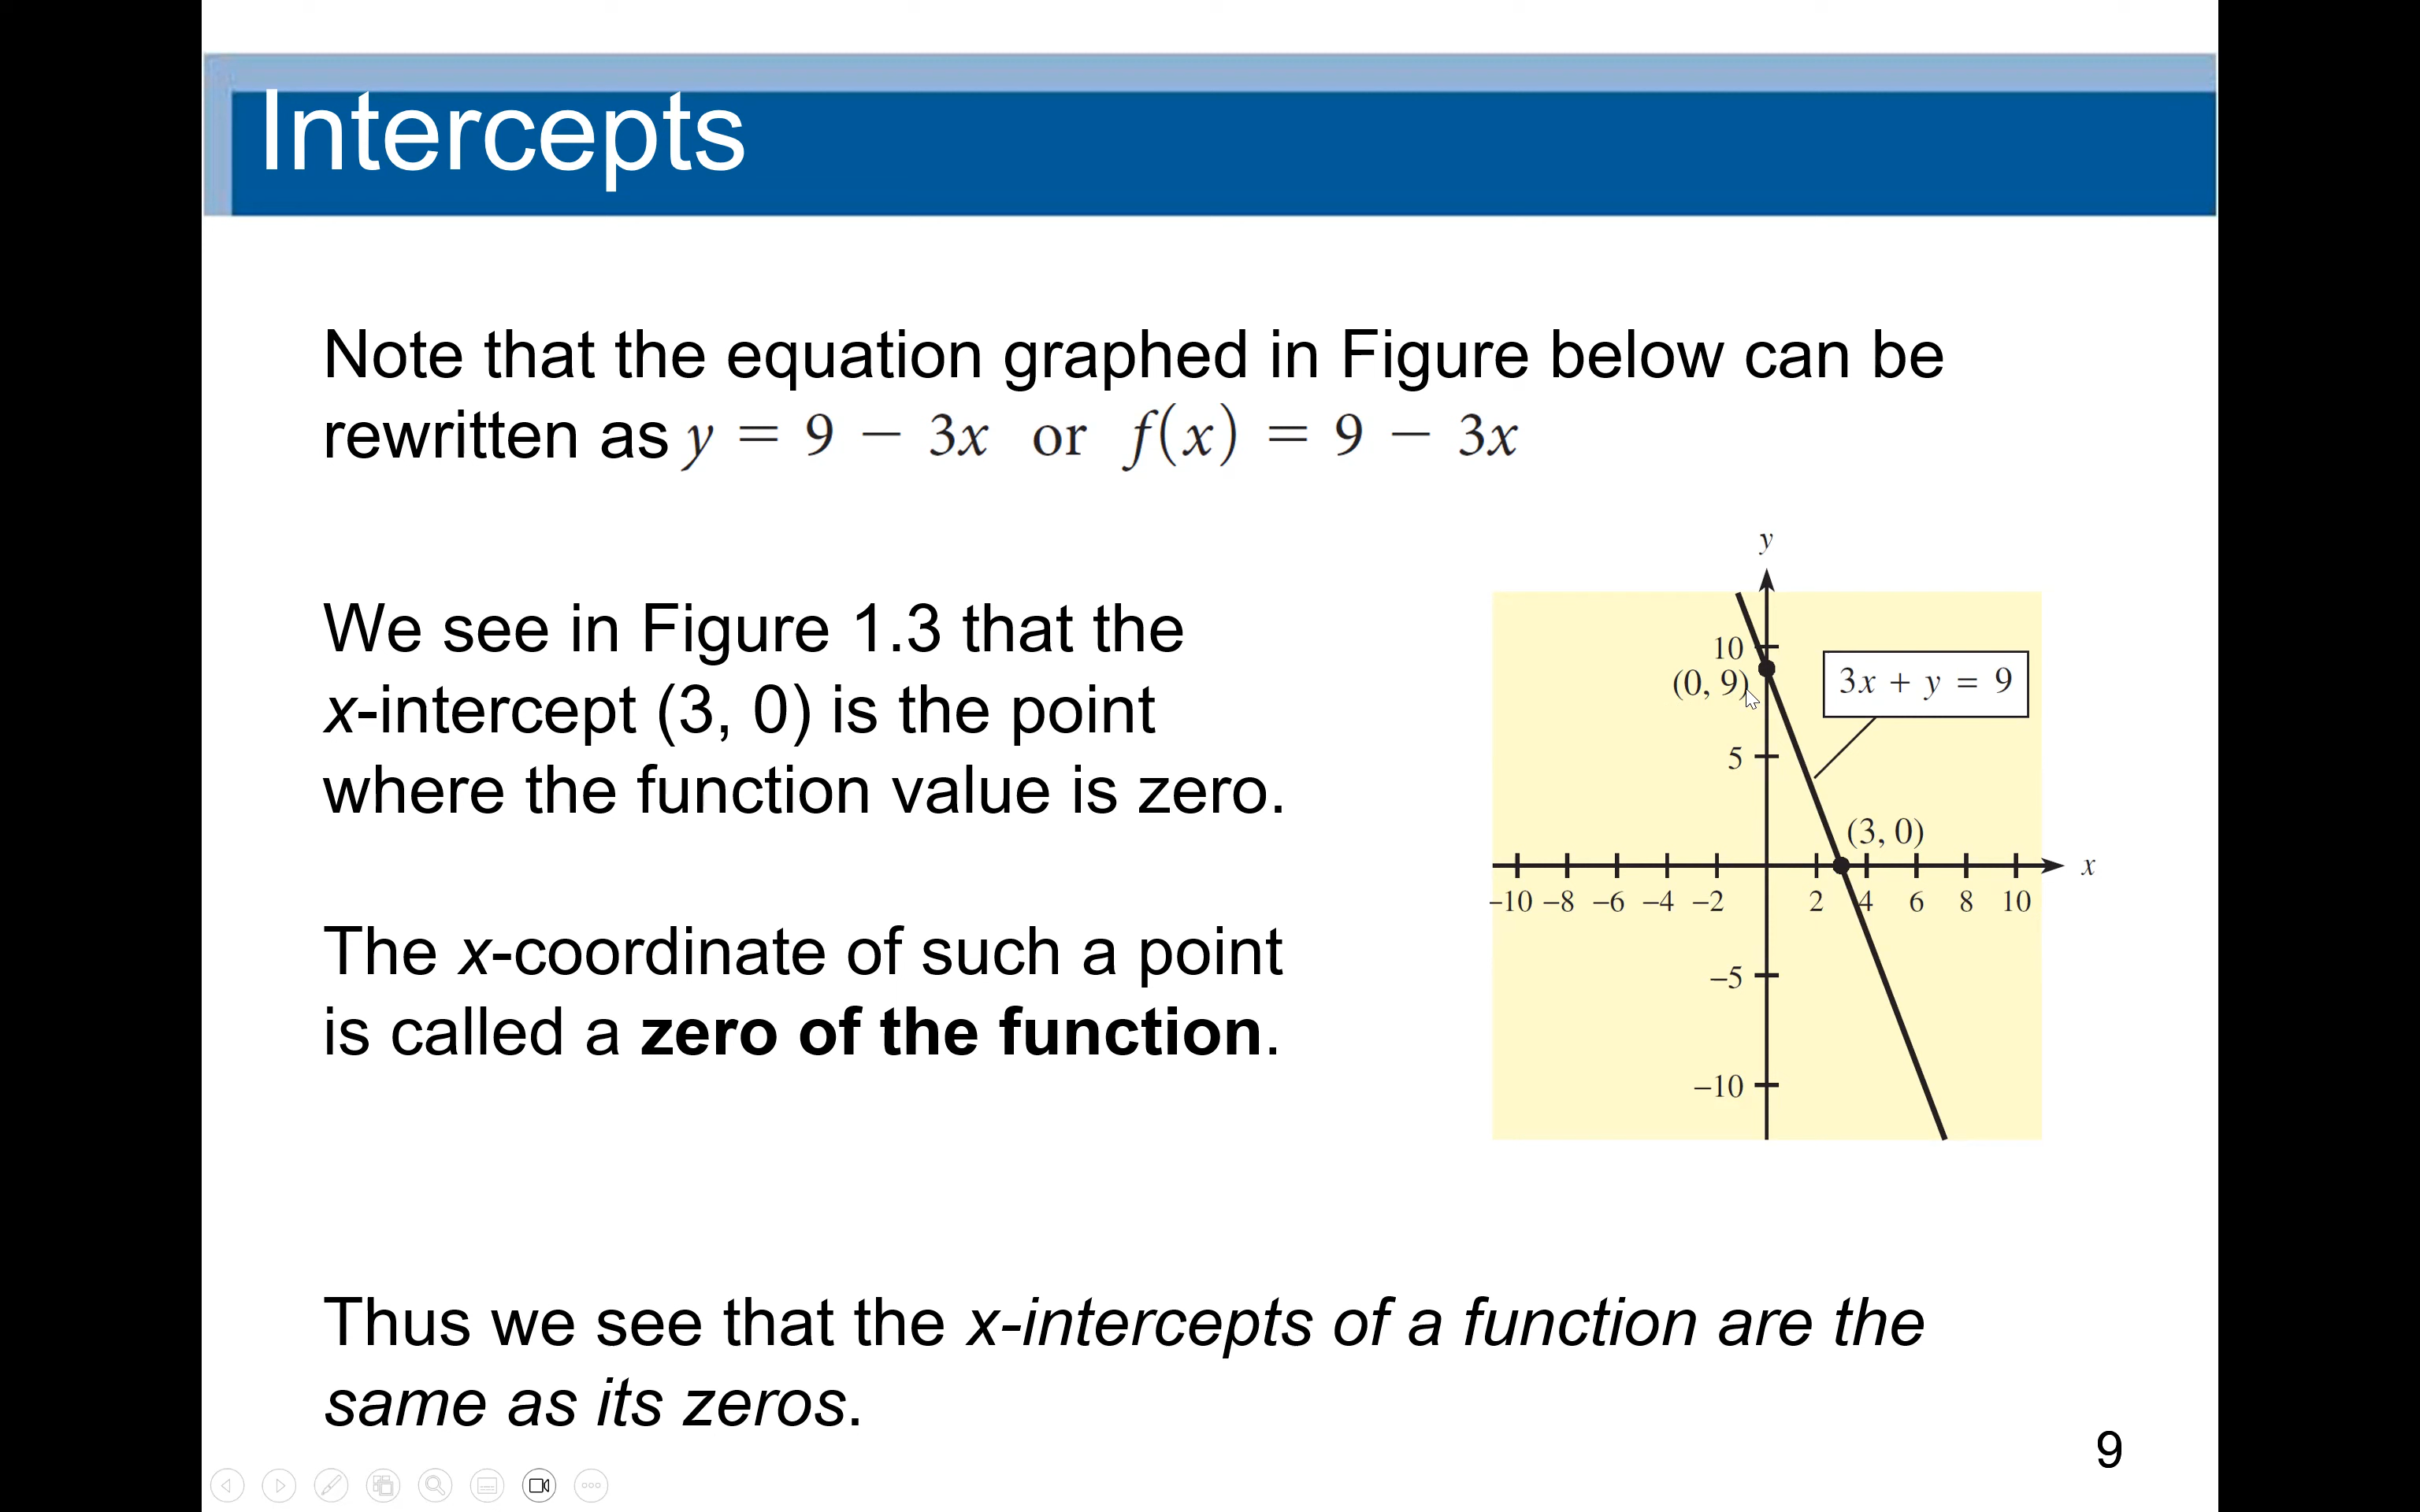 Intercepts
Note that the equation graphed in Figure below can be
rewritten as y = 9 − 3x or f(x) = 9 − 3x
We see in Figure 1.3 that the
x-intercept (3, 0) is the point
where the function value is zero.
The x-coordinate of such a point
is called a zero of the function.
y
10
(0, 9)
3x + y = 9
5
(3, 0)
x
−10 −8 −6 −4 −2 2 4 6 8 10
−5
−10
Thus we see that the x-intercepts of a function are the
same as its zeros.
9